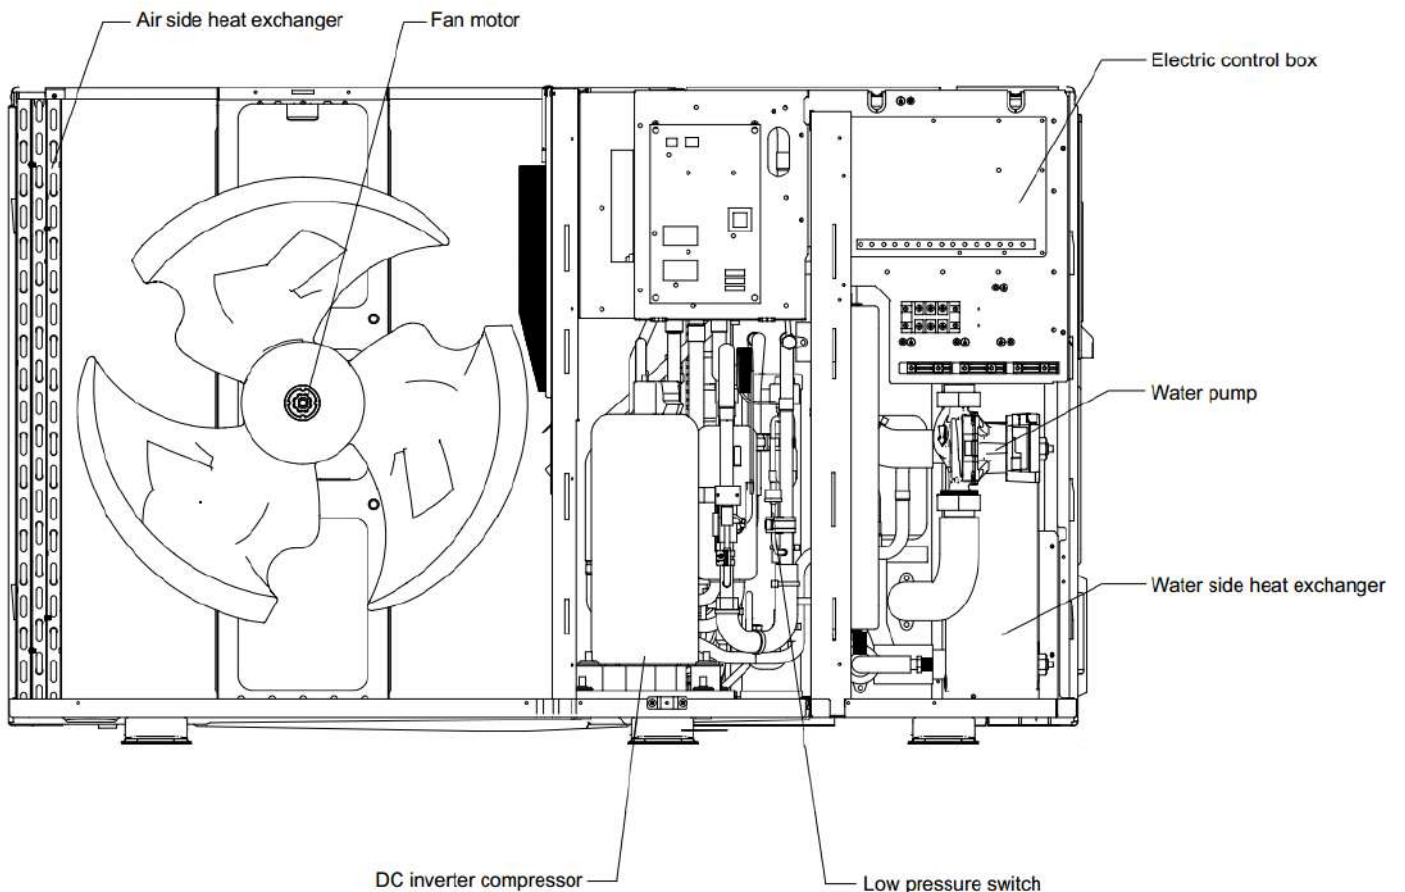 Air side heat exchanger
Fan motor
Electric control box
Water pump
Water side heat exchanger
DC inverter compressor
Low pressure switch